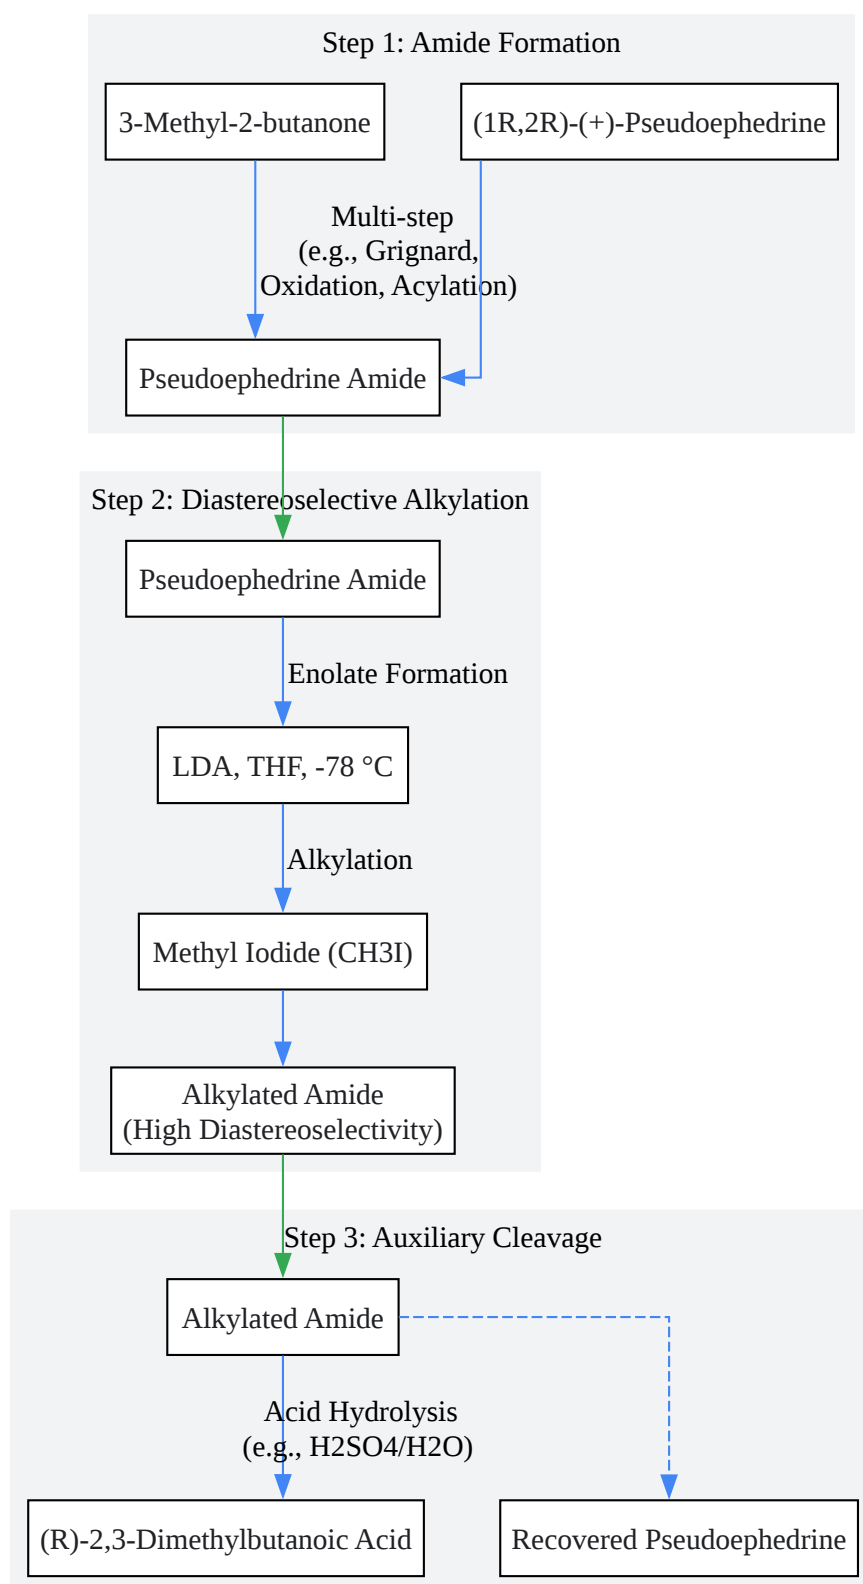 Step 1: Amide Formation
3-Methyl-2-butanone
(1R,2R)-(+)-Pseudoephedrine
Multi-step
(e.g., Grignard,
Oxidation, Acylation)
Pseudoephedrine Amide
Step 2: Diastereoselective Alkylation
Pseudoephedrine Amide
Enolate Formation
LDA, THF, -78 °C
Alkylation
Methyl Iodide (CH3I)
Alkylated Amide
(High Diastereoselectivity)
Step 3: Auxiliary Cleavage
Alkylated Amide
Acid Hydrolysis
(e.g., H2SO4/H2O)
(R)-2,3-Dimethylbutanoic Acid
Recovered Pseudoephedrine